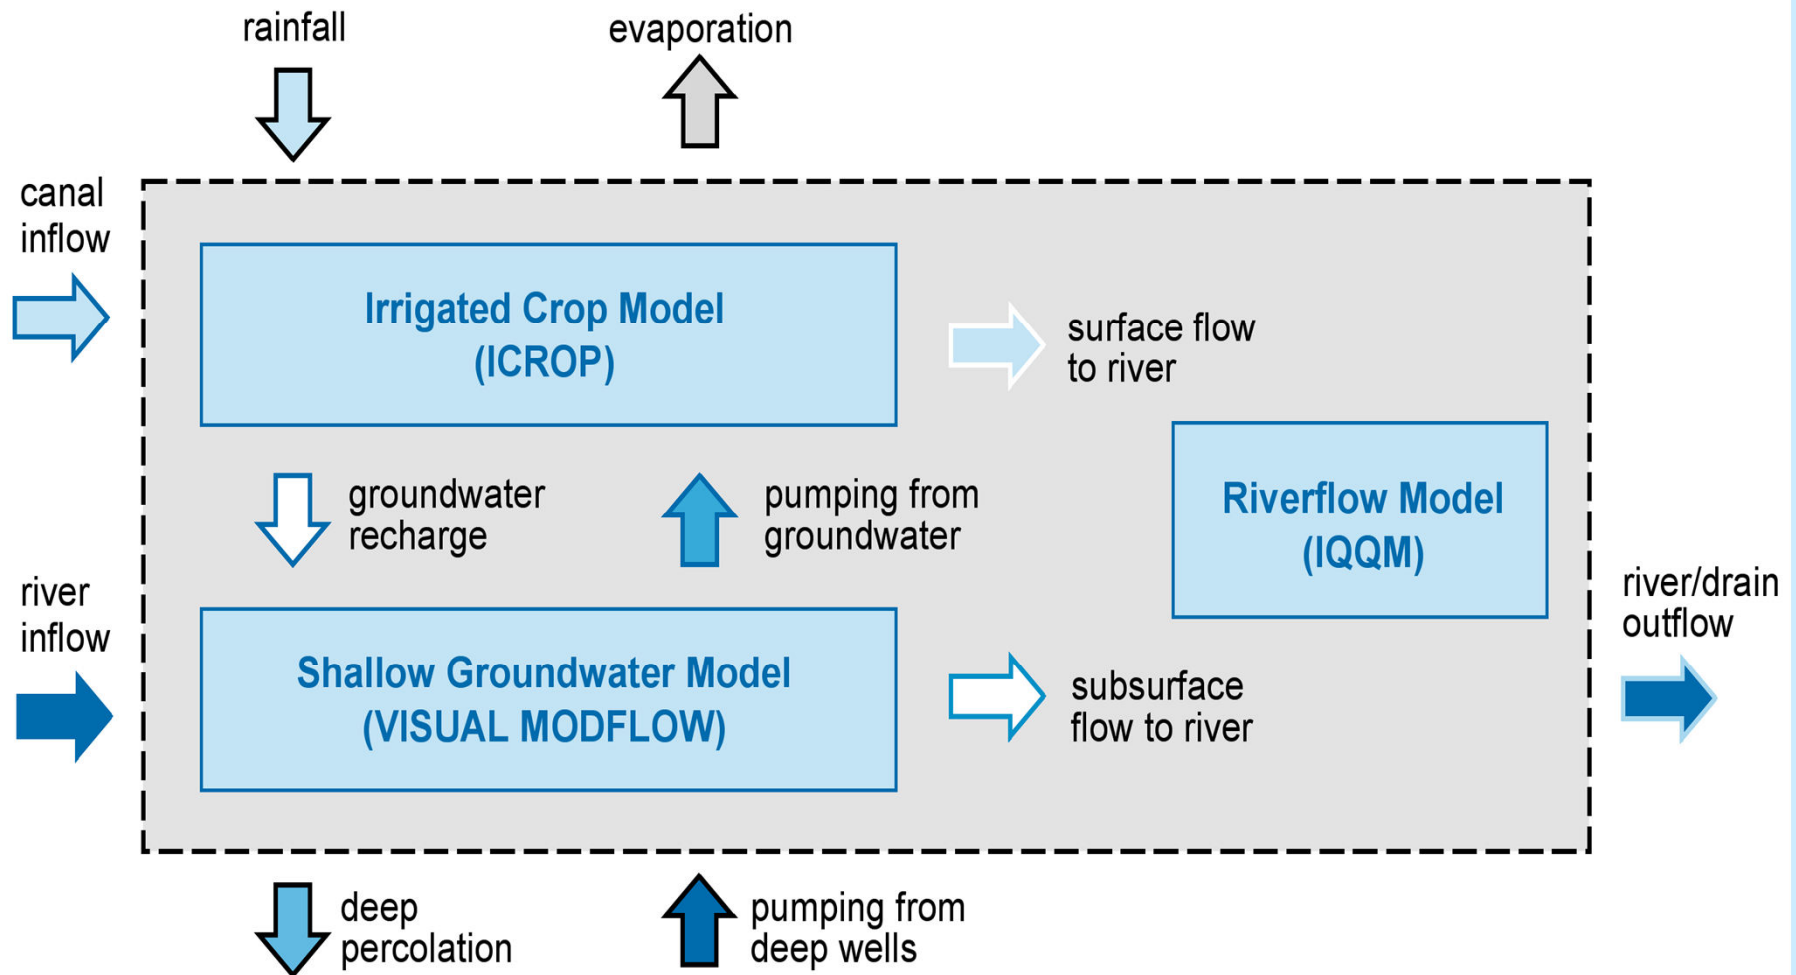 rainfall
evaporation
canal
inflow
Irrigated Crop Model
(ICROP)
surface flow
to river
groundwater
recharge
pumping from
groundwater
Riverflow Model
(IQQM)
river
inflow
river/drain
outflow
Shallow Groundwater Model
(VISUAL MODFLOW)
subsurface
flow to river
deep
percolation
pumping from
deep wells